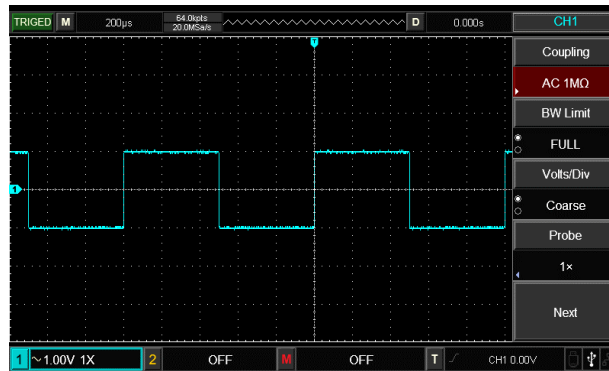 TRIGED M 200μs 64.0kpts D 0.000s CH1
20.0MSa/s
T
Coupling
AC 1MΩ
BW Limit
FULL
Volts/Div
1
Coarse
Probe
1×
Next
1 ~1.00V 1X 2 OFF M OFF T CH1 0.00V